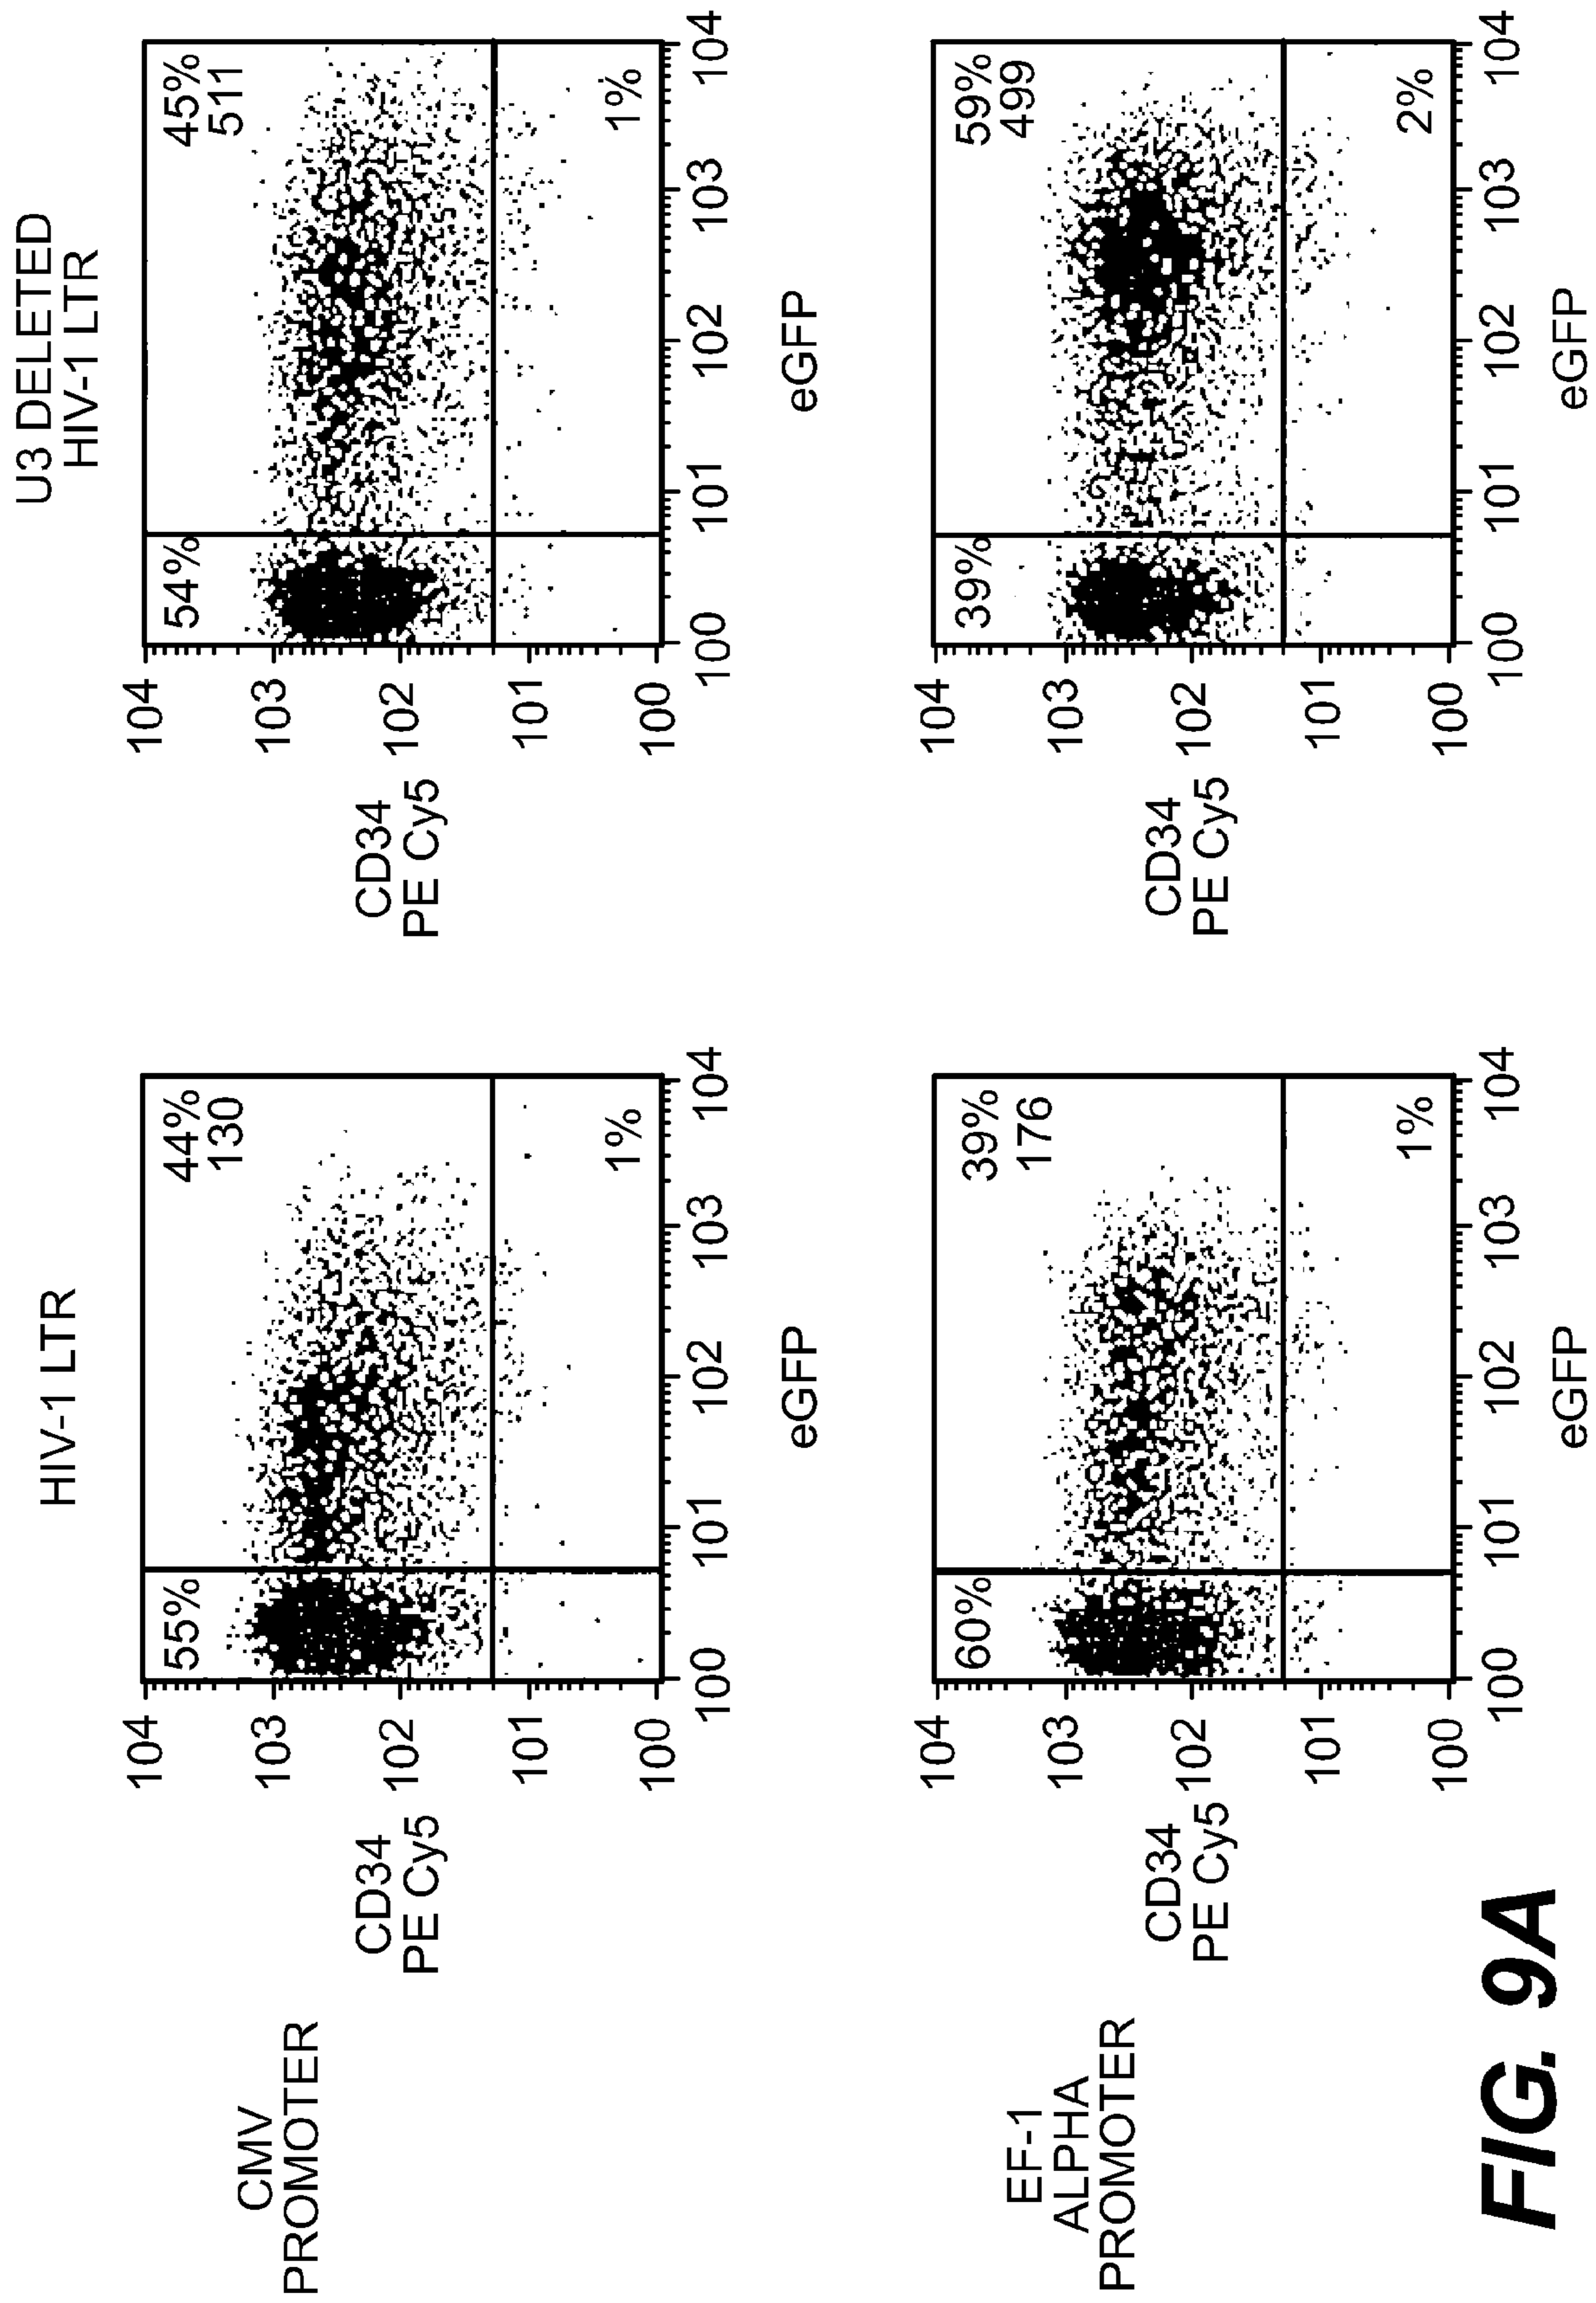 HIV-1 LTR
U3 DELETED
HIV-1 LTR
CMV
PROMOTER
CD34
PE Cy5
104
103
102
101
100
55%
44%
130
1%
100
101
102
103
104
eGFP
CD34
PE Cy5
104
103
102
101
100
54%
45%
511
1%
100
101
102
103
104
eGFP
EF-1
ALPHA
PROMOTER
CD34
PE Cy5
104
103
102
101
100
60%
39%
176
1%
100
101
102
103
104
eGFP
CD34
PE Cy5
104
103
102
101
100
39%
59%
499
2%
100
101
102
103
104
eGFP
FIG. 9A